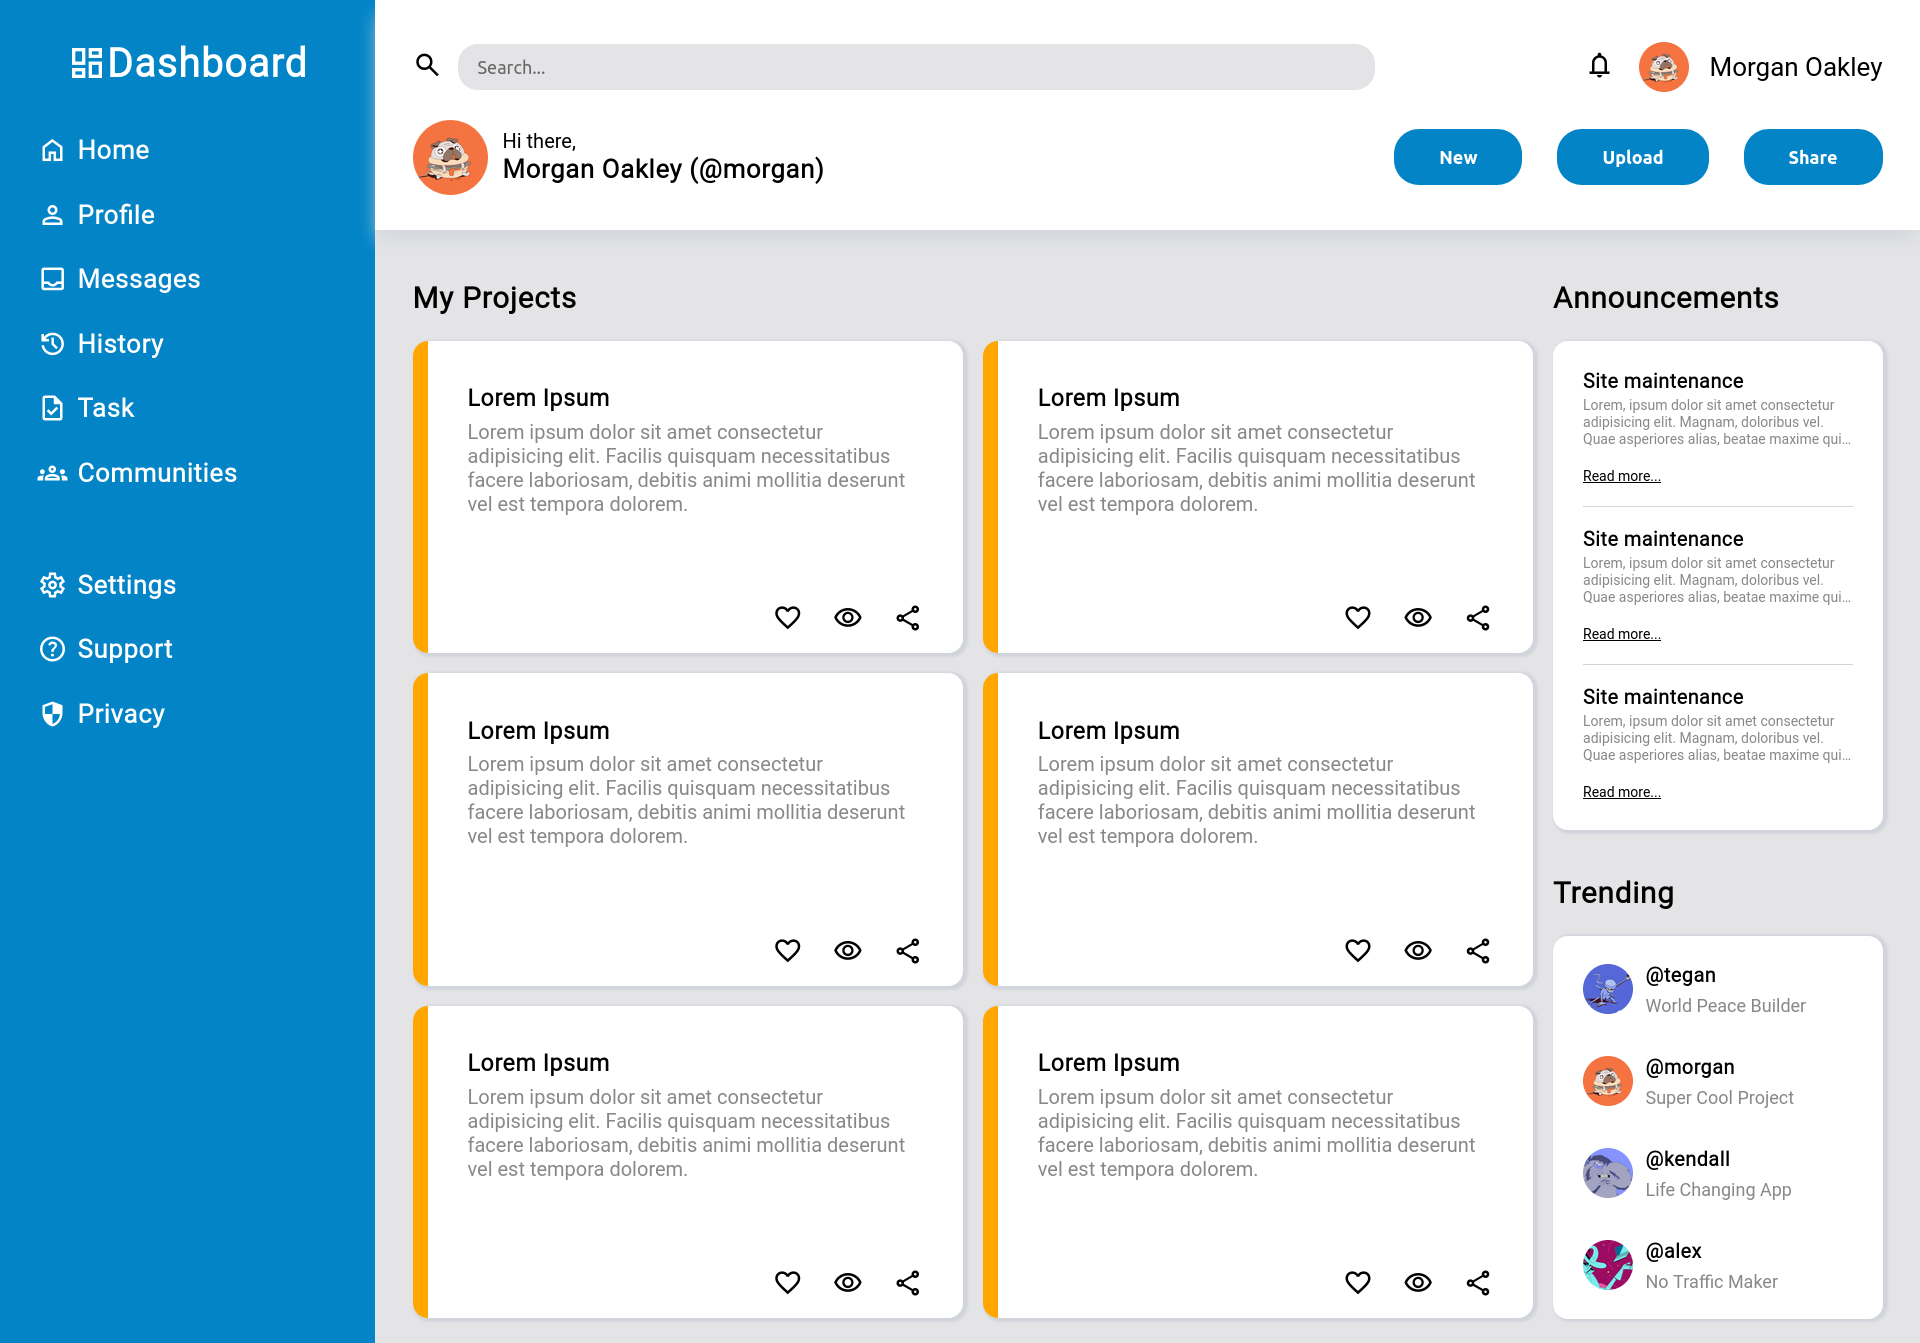 Dashboard
Home
Profile
Messages
History
Task
Communities
Settings
Support
Privacy
Search...
Morgan Oakley
Hi there,
Morgan Oakley (@morgan)
New
Upload
Share
My Projects
Lorem Ipsum
Lorem ipsum dolor sit amet consectetur
adipisicing elit. Facilis quisquam necessitatibus
facere laboriosam, debitis animi mollitia deserunt
vel est tempora dolorem.
Lorem Ipsum
Lorem ipsum dolor sit amet consectetur
adipisicing elit. Facilis quisquam necessitatibus
facere laboriosam, debitis animi mollitia deserunt
vel est tempora dolorem.
Lorem Ipsum
Lorem ipsum dolor sit amet consectetur
adipisicing elit. Facilis quisquam necessitatibus
facere laboriosam, debitis animi mollitia deserunt
vel est tempora dolorem.
Lorem Ipsum
Lorem ipsum dolor sit amet consectetur
adipisicing elit. Facilis quisquam necessitatibus
facere laboriosam, debitis animi mollitia deserunt
vel est tempora dolorem.
Lorem Ipsum
Lorem ipsum dolor sit amet consectetur
adipisicing elit. Facilis quisquam necessitatibus
facere laboriosam, debitis animi mollitia deserunt
vel est tempora dolorem.
Lorem Ipsum
Lorem ipsum dolor sit amet consectetur
adipisicing elit. Facilis quisquam necessitatibus
facere laboriosam, debitis animi mollitia deserunt
vel est tempora dolorem.
Announcements
Site maintenance
Lorem, ipsum dolor sit amet consectetur
adipisicing elit. Magnam, doloribus vel.
Quae asperiores alias, beatae maxime qui...
Read more...
Site maintenance
Lorem, ipsum dolor sit amet consectetur
adipisicing elit. Magnam, doloribus vel.
Quae asperiores alias, beatae maxime qui...
Read more...
Site maintenance
Lorem, ipsum dolor sit amet consectetur
adipisicing elit. Magnam, doloribus vel.
Quae asperiores alias, beatae maxime qui...
Read more...
Trending
@tegan
World Peace Builder
@morgan
Super Cool Project
@kendall
Life Changing App
@alex
No Traffic Maker